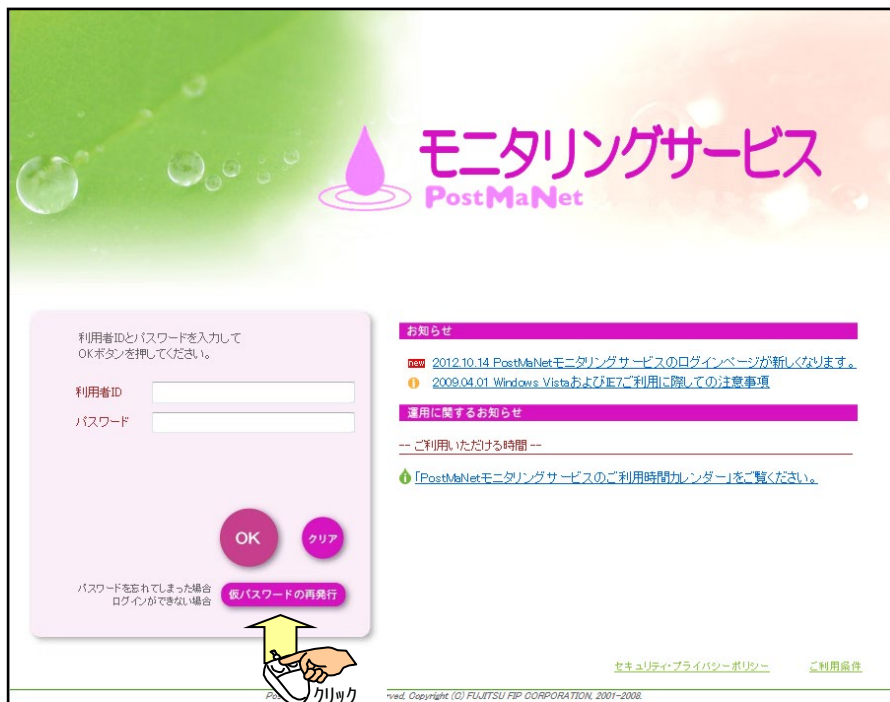 モニタリングサービス
PostMaNet
利用者IDとパスワードを入力して
OKボタンを押してください。
利用者ID
パスワード
OK
クリア
パスワードを忘れてしまった場合
ログインができない場合
仮パスワードの再発行
クリック
お知らせ
new 2012.10.14 PostMaNetモニタリングサービスのログインページが新しくなります。
2009.04.01 Windows VistaおよびIE7ご利用に際しての注意事項
運用に関するお知らせ
-- ご利用いただける時間 --
「PostMaNetモニタリングサービスのご利用時間カレンダー」をご覧ください。
セキュリティ・プライバシーポリシー
ご利用条件
Copyright (C) FUJITSU FIP CORPORATION, 2001-2008.